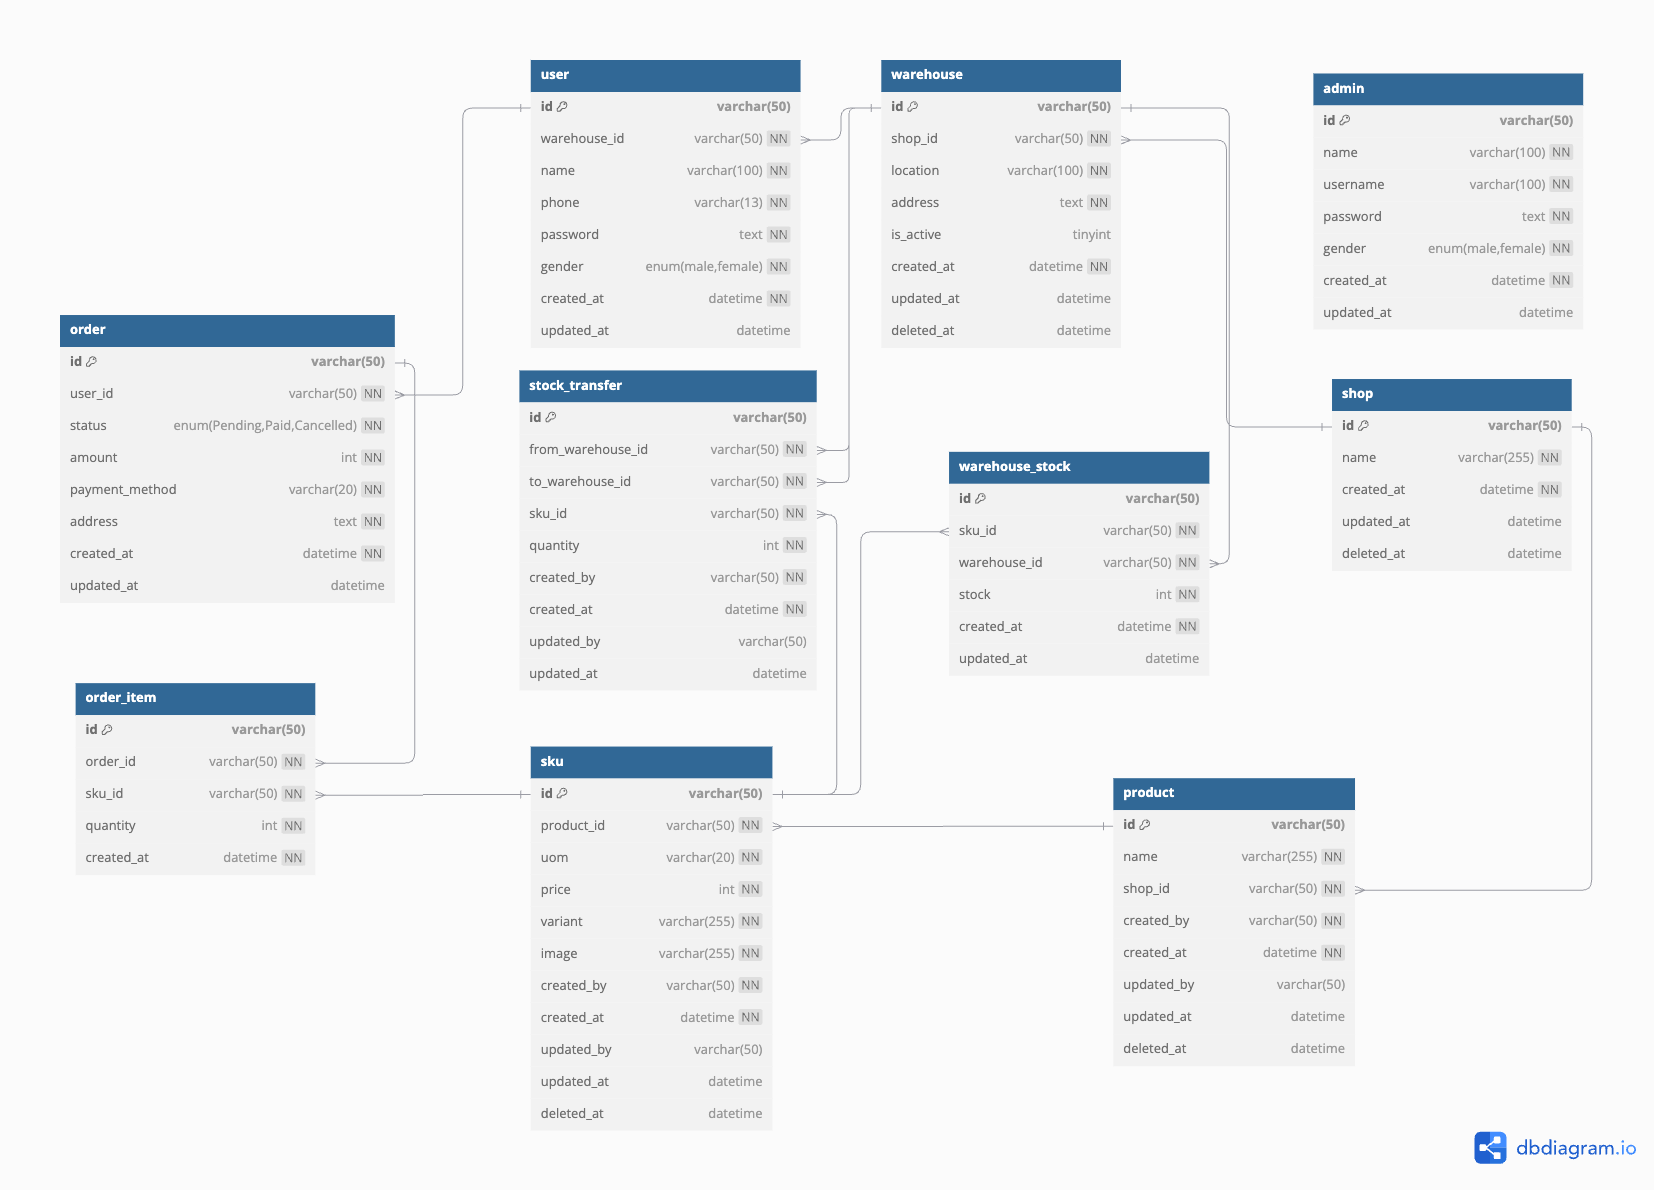 user
id varchar(50)
warehouse_id varchar(50) NN
name varchar(100) NN
phone varchar(13) NN
password text NN
gender enum(male,female) NN
created_at datetime NN
updated_at datetime
warehouse
id varchar(50)
shop_id varchar(50) NN
location varchar(100) NN
address text NN
is_active tinyint
created_at datetime NN
updated_at datetime
deleted_at datetime
admin
id varchar(50)
name varchar(100) NN
username varchar(100) NN
password text NN
gender enum(male,female) NN
created_at datetime NN
updated_at datetime
order
id varchar(50)
user_id varchar(50) NN
status enum(Pending,Paid,Cancelled) NN
amount int NN
payment_method varchar(20) NN
address text NN
created_at datetime NN
updated_at datetime
stock_transfer
id varchar(50)
from_warehouse_id varchar(50) NN
to_warehouse_id varchar(50) NN
sku_id varchar(50) NN
quantity int NN
created_by varchar(50) NN
created_at datetime NN
updated_by varchar(50)
updated_at datetime
warehouse_stock
id varchar(50)
sku_id varchar(50) NN
warehouse_id varchar(50) NN
stock int NN
created_at datetime NN
updated_at datetime
shop
id varchar(50)
name varchar(255) NN
created_at datetime NN
updated_at datetime
deleted_at datetime
order_item
id varchar(50)
order_id varchar(50) NN
sku_id varchar(50) NN
quantity int NN
created_at datetime NN
sku
id varchar(50)
product_id varchar(50) NN
uom varchar(20) NN
price int NN
variant varchar(255) NN
image varchar(255) NN
created_by varchar(50) NN
created_at datetime NN
updated_by varchar(50)
updated_at datetime
deleted_at datetime
product
id varchar(50)
name varchar(255) NN
shop_id varchar(50) NN
created_by varchar(50) NN
created_at datetime NN
updated_by varchar(50)
updated_at datetime
deleted_at datetime
dbdiagram.io